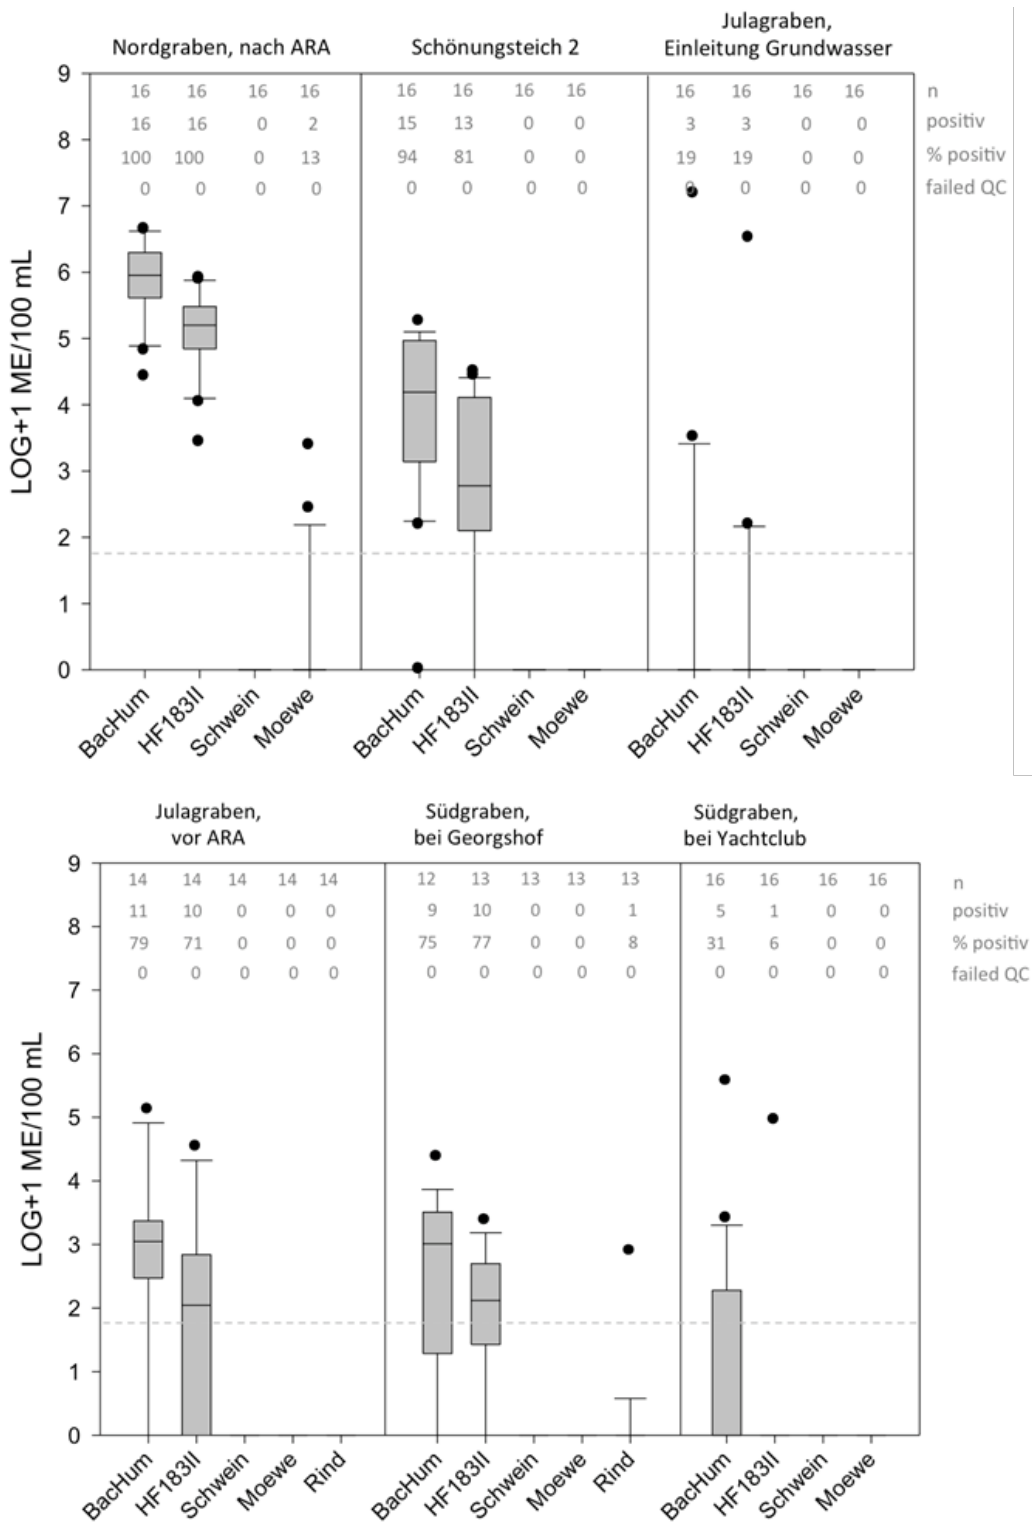 Nordgraben, nach ARA
Schönungsteich 2
Julagraben,
Einleitung Grundwasser
LOG+1 ME/100 mL
9
8
7
6
5
4
3
2
1
0
16 16 16 16 16 16 16 16 16 16 16 16 n
16 16 0 2 15 13 0 0 3 3 0 0 positiv
100 100 0 13 94 81 0 0 19 19 0 0 % positiv
0 0 0 0 0 0 0 0 0 0 0 0 failed QC
BacHum HF183II Schwein Moewe BacHum HF183II Schwein Moewe BacHum HF183II Schwein Moewe
Julagraben,
vor ARA
Südgraben,
bei Georgshof
Südgraben,
bei Yachtclub
LOG+1 ME/100 mL
9
8
7
6
5
4
3
2
1
0
14 14 14 14 14 12 13 13 13 13 16 16 16 16 n
11 10 0 0 0 9 10 0 0 1 5 1 0 0 positiv
79 71 0 0 0 75 77 0 0 8 31 6 0 0 % positiv
0 0 0 0 0 0 0 0 0 0 0 0 0 0 failed QC
BacHum HF183II Schwein Moewe Rind BacHum HF183II Schwein Moewe Rind BacHum HF183II Schwein Moewe